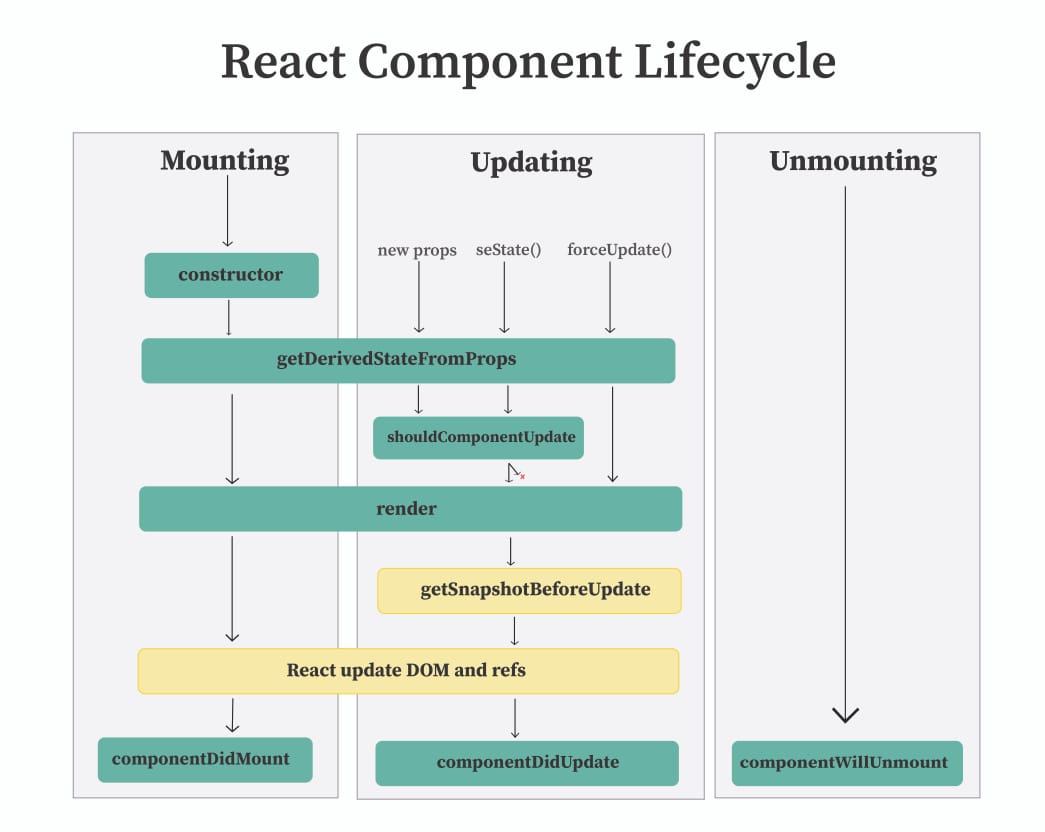 React Component Lifecycle
Mounting
Updating
Unmounting
new props
seState()
forceUpdate()
constructor
getDerivedStateFromProps
shouldComponentUpdate
x
render
getSnapshotBeforeUpdate
React update DOM and refs
componentDidMount
componentDidUpdate
componentWillUnmount